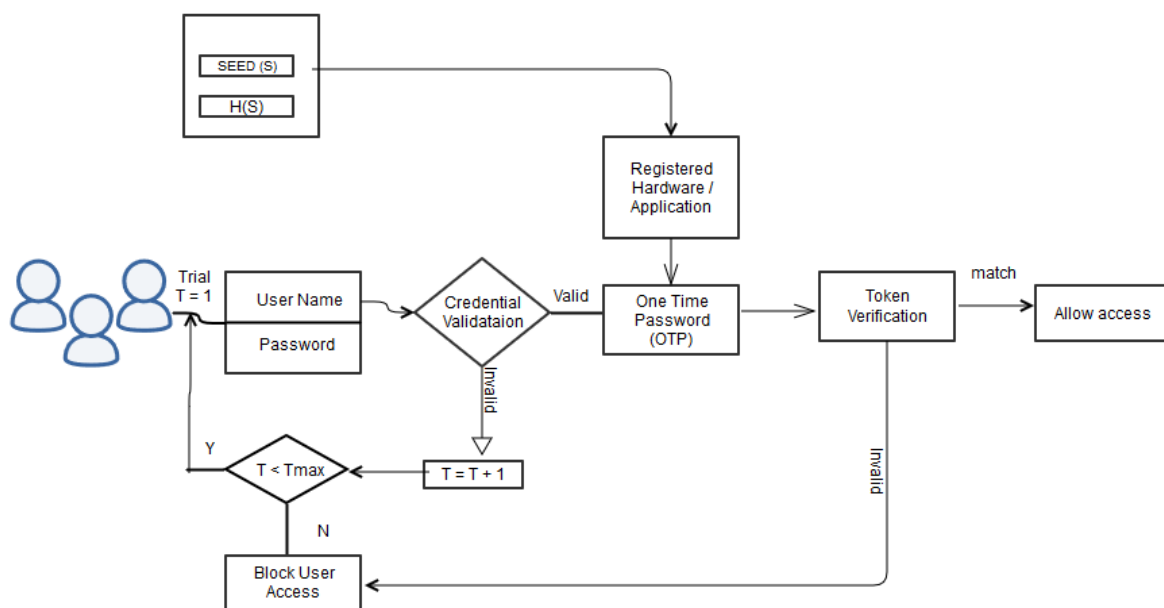 SEED (S)
H(S)
Registered
Hardware /
Application
Trial
T = 1
User Name
Password
Credential
Validataion
Valid
One Time
Password
(OTP)
Token
Verification
match
Allow access
Invalid
Y
T < Tmax
T = T + 1
Invalid
N
Block User
Access